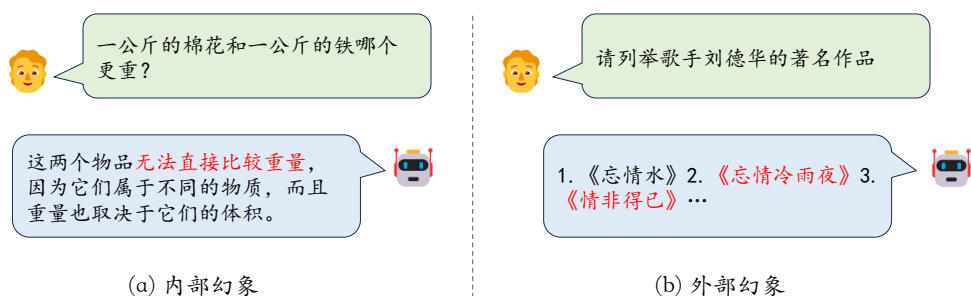 一公斤的棉花和一公斤的铁哪个
更重?
请列举歌手刘德华的著名作品
这两个物品无法直接比较重量,
因为它们属于不同的物质,而且
重量也取决于它们的体积。
1.《忘情水》2.《忘情冷雨夜》3.
《情非得已》…
(a) 内部幻象
(b) 外部幻象